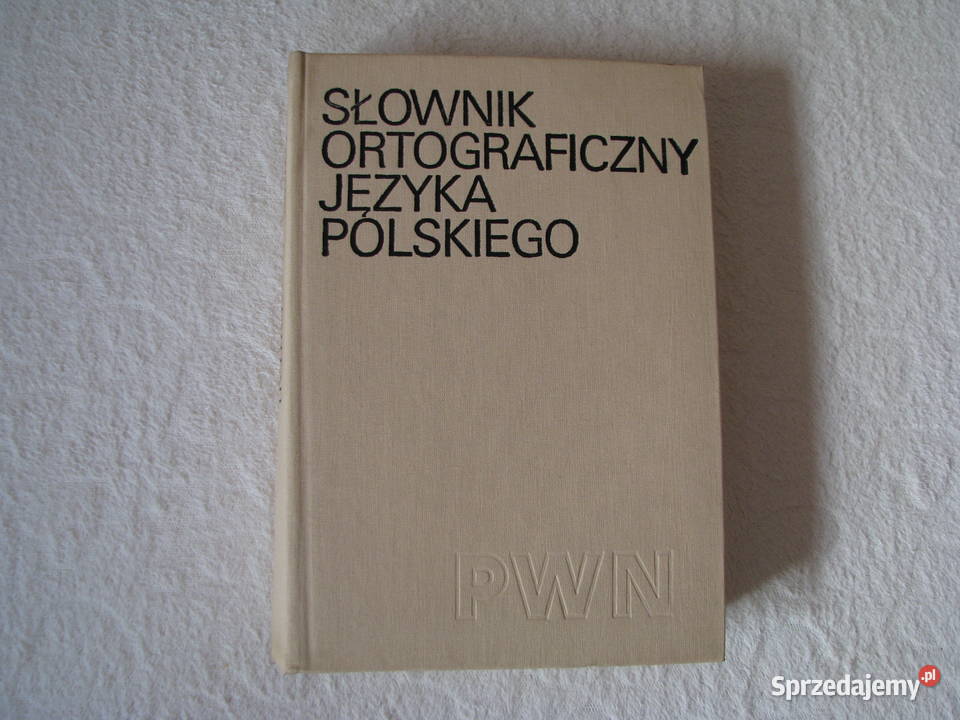 SŁOWNIK
ORTOGRAFICZNY
JĘZYKA
POLSKIEGO
PWN
Sprzedajemy.pl